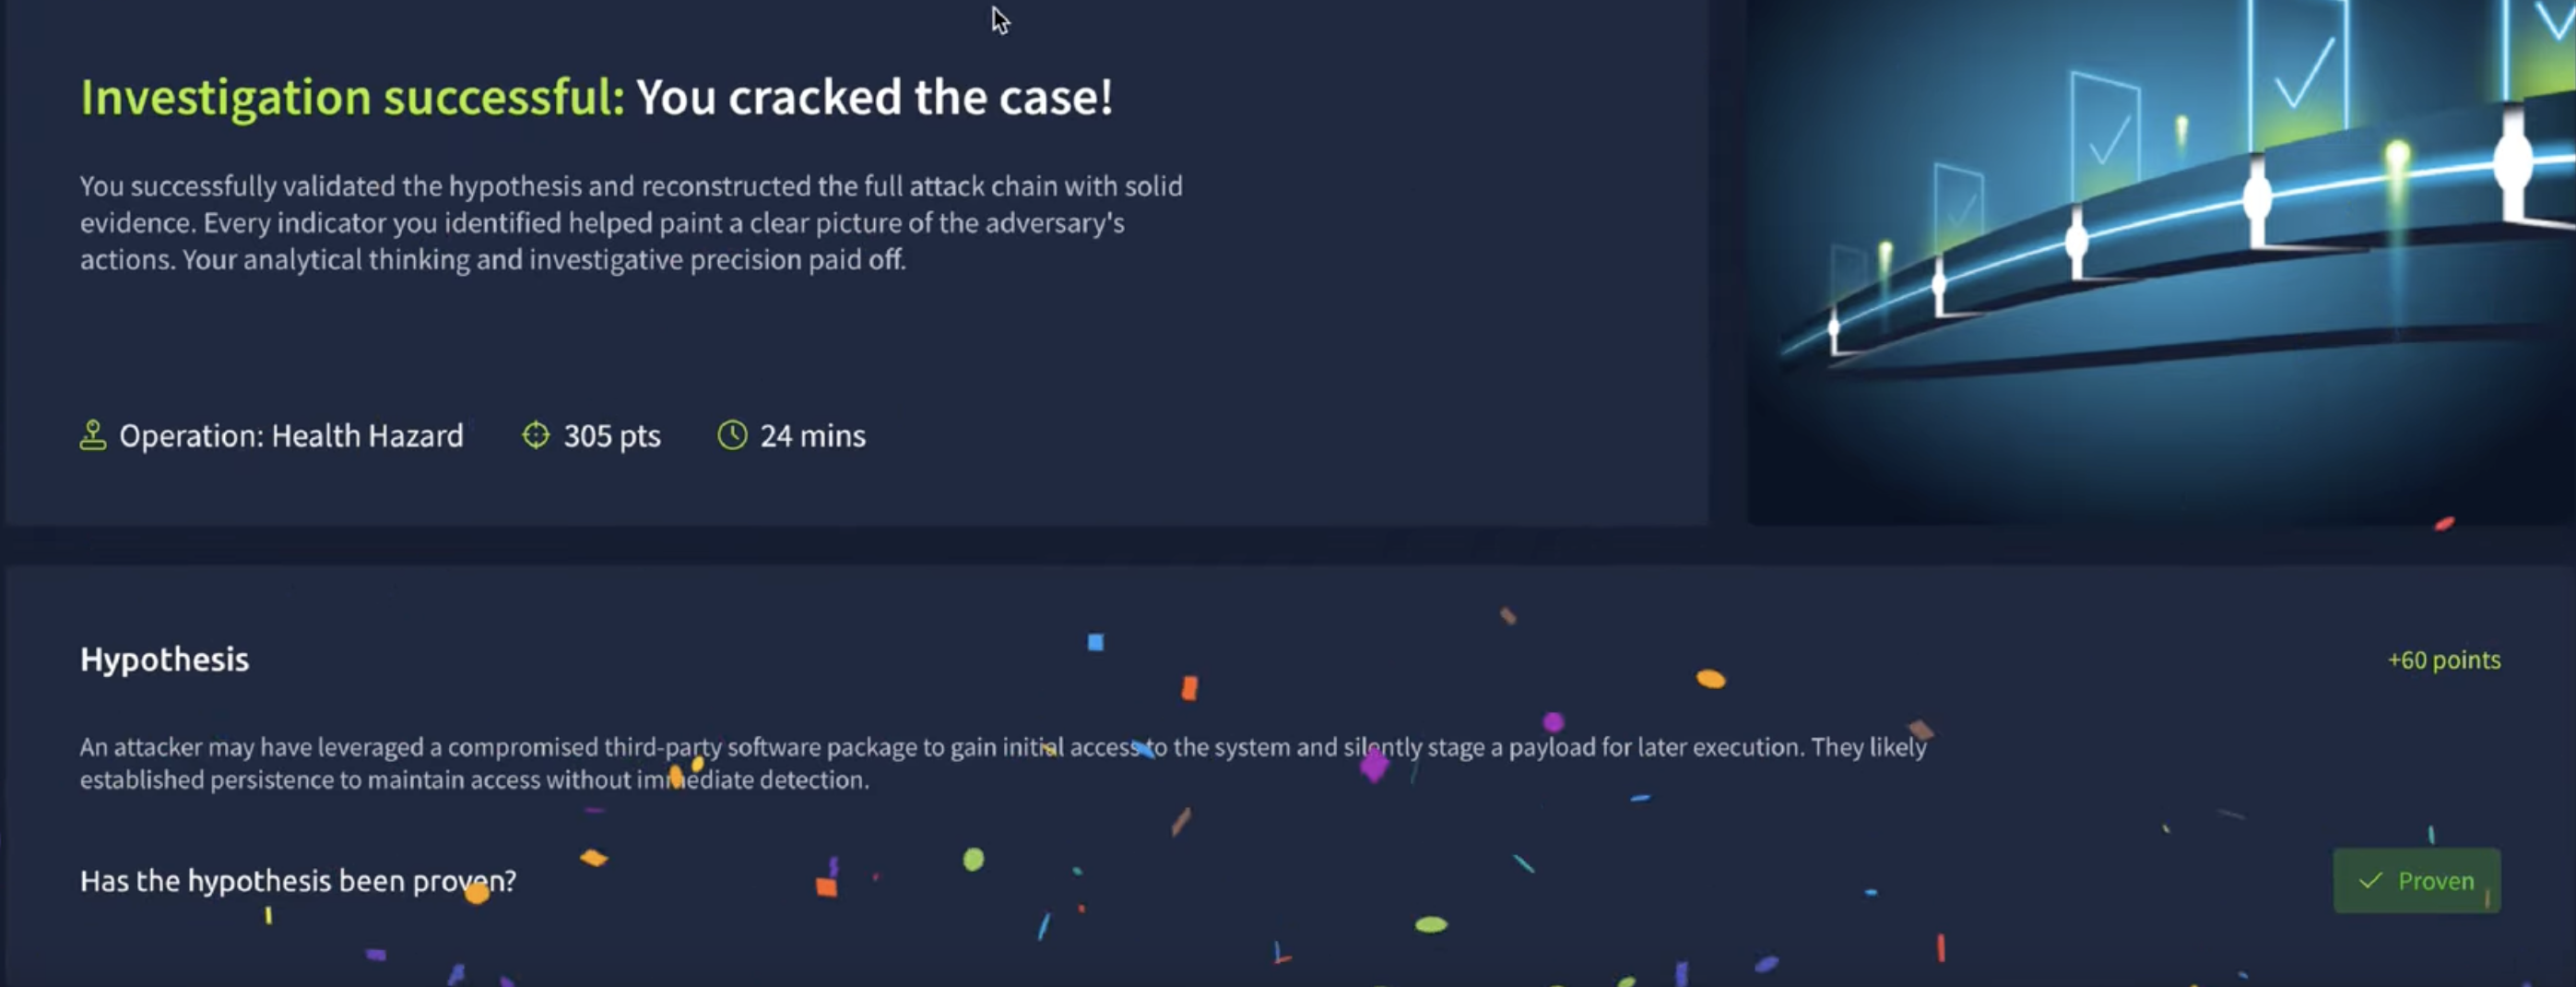 Investigation successful: You cracked the case!
You successfully validated the hypothesis and reconstructed the full attack chain with solid
evidence. Every indicator you identified helped paint a clear picture of the adversary's
actions. Your analytical thinking and investigative precision paid off.
Operation: Health Hazard 305 pts 24 mins
Hypothesis +60 points
An attacker may have leveraged a compromised third-party software package to gain initial access to the system and silently stage a payload for later execution. They likely
established persistence to maintain access without immediate detection.
Has the hypothesis been proven? Proven